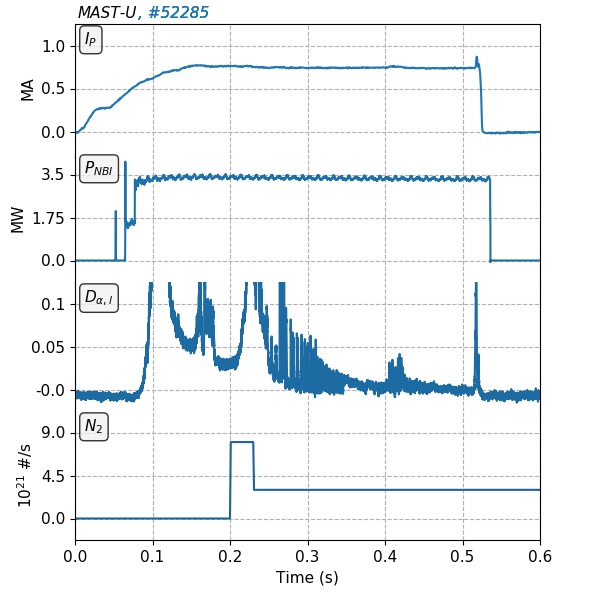 MAST-U, #52285
I_P
1.0
0.5
0.0
MA
P_NBI
3.5
1.75
0.0
MW
D_α, l
0.1
0.05
-0.0
N_2
9.0
4.5
0.0
10^21 #/s
0.0 0.1 0.2 0.3 0.4 0.5 0.6
Time (s)